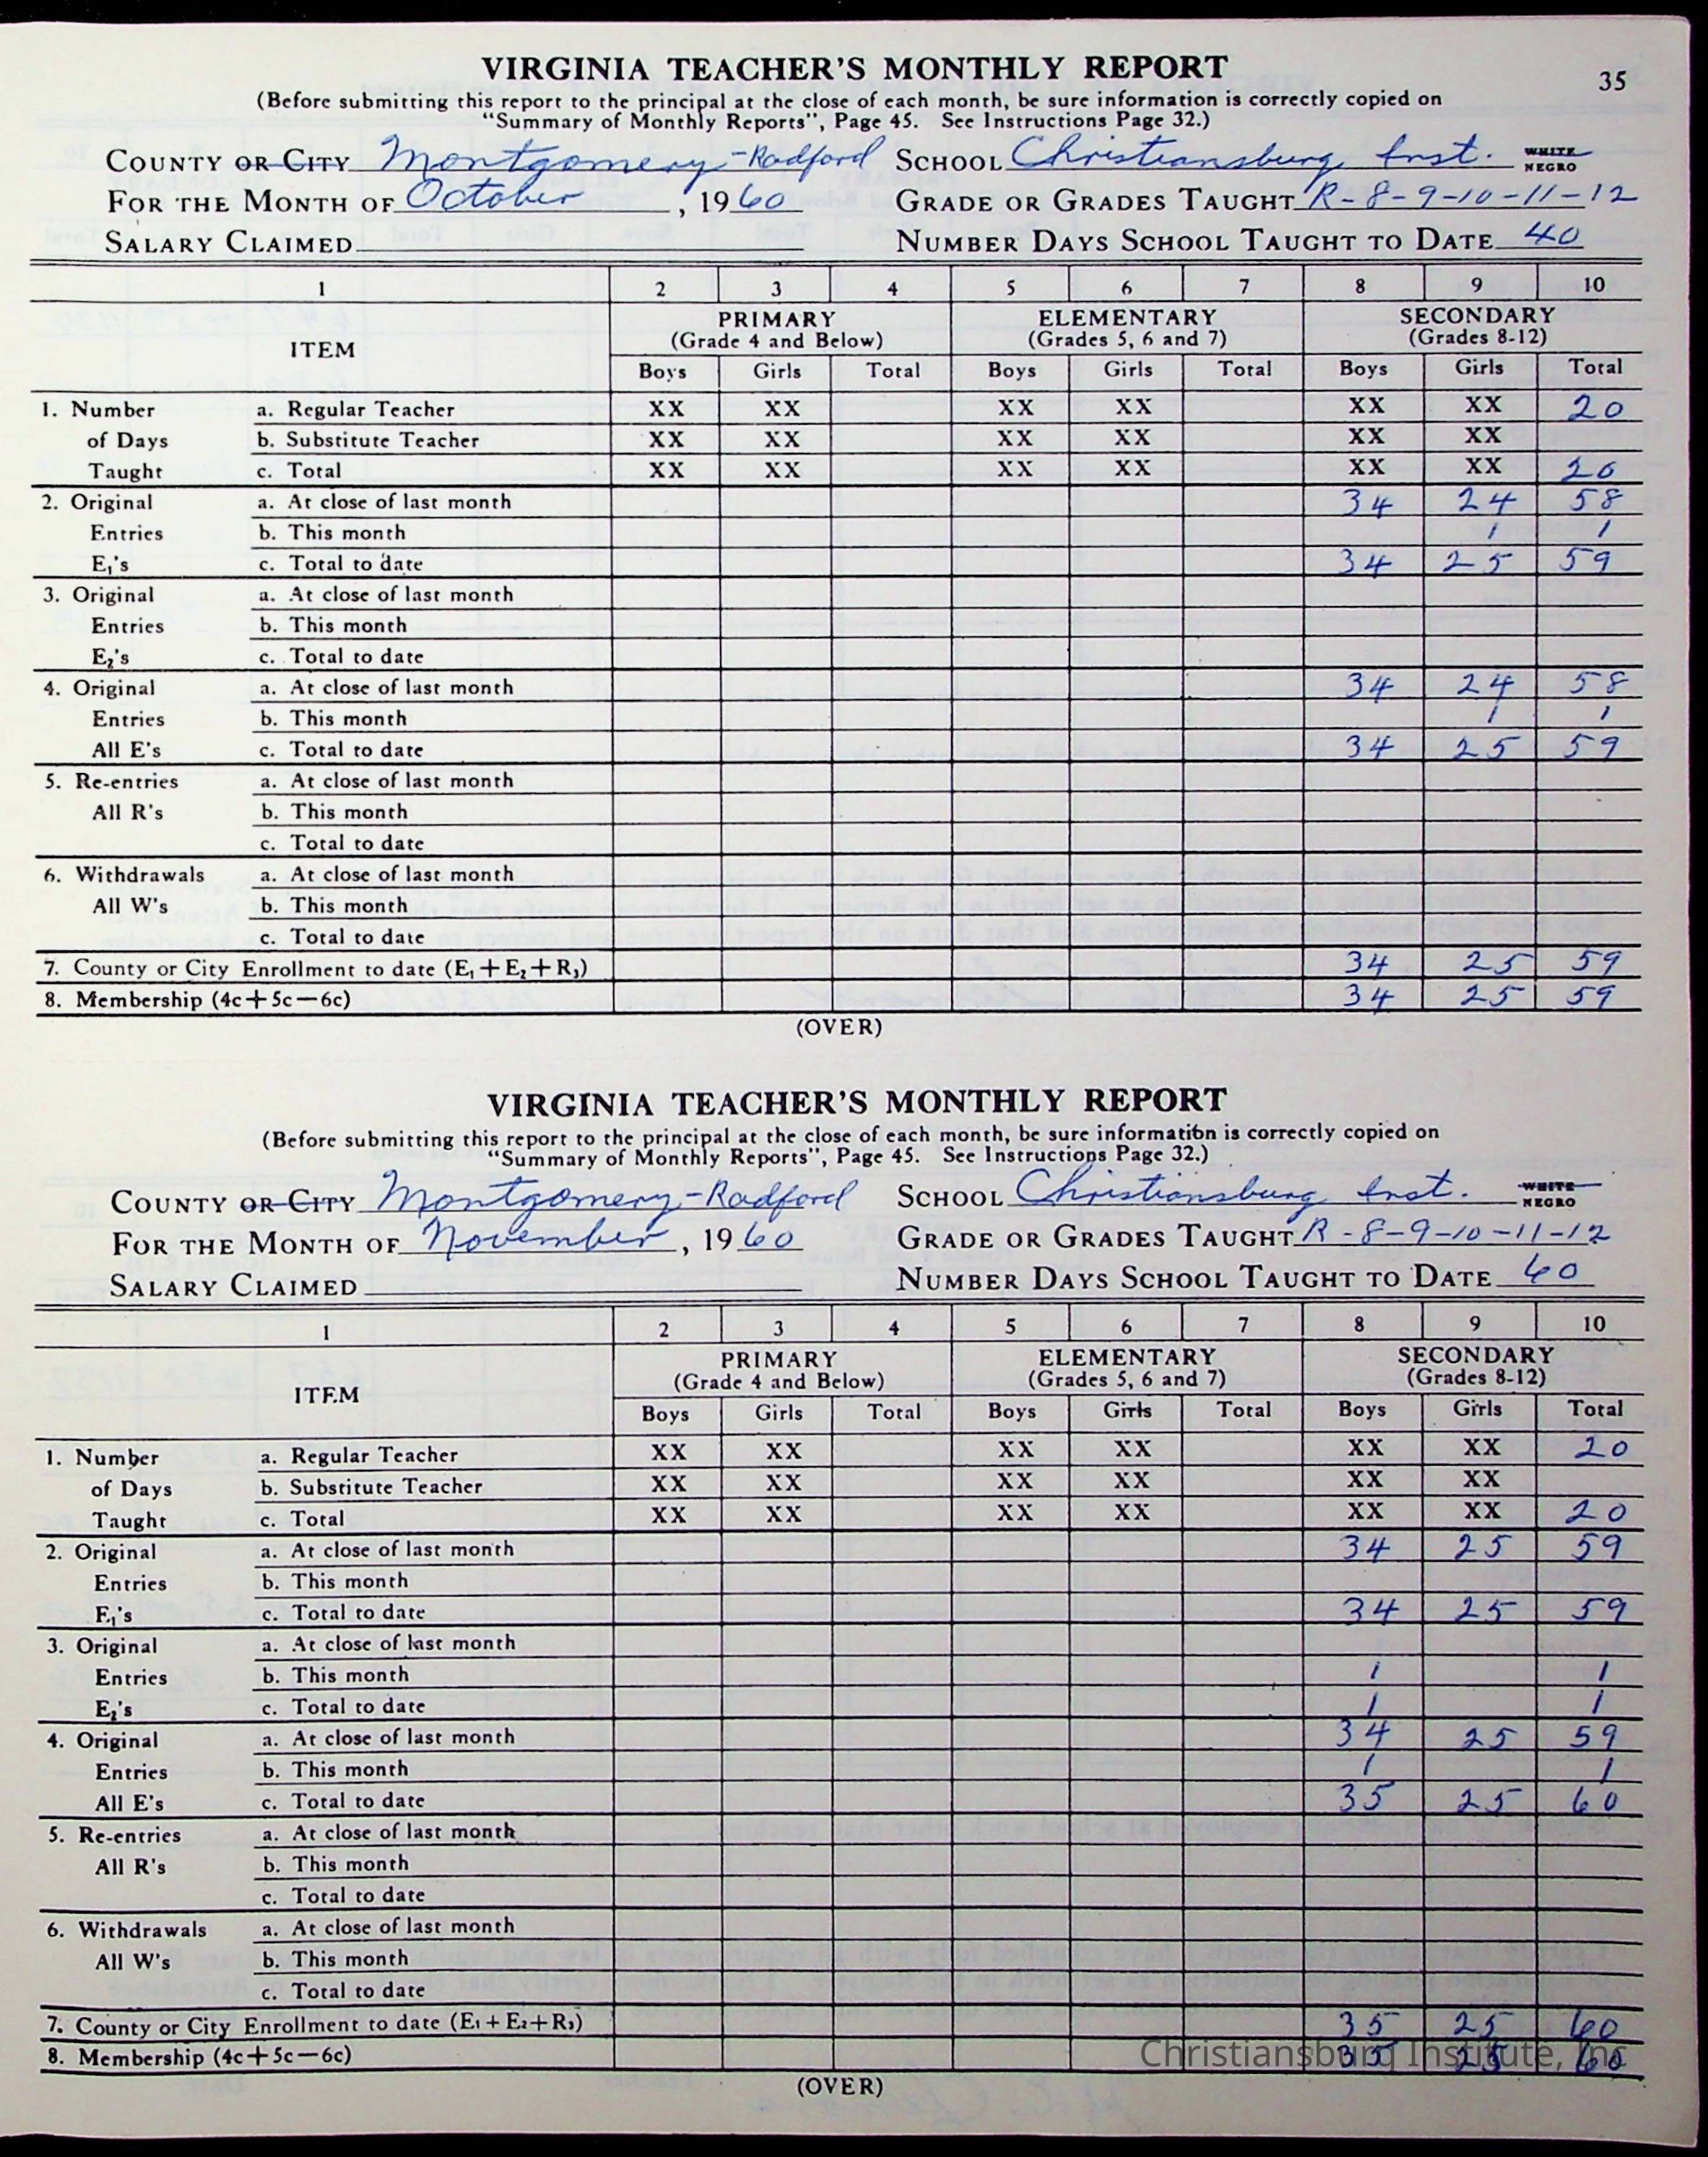 35
VIRGINIA TEACHER'S MONTHLY REPORT
(Before submitting this report to the principal at the close of each month, be sure information is correctly copied on
"Summary of Monthly Reports", Page 45. See Instructions Page 32.)
COUNTY OR CITY Montgomery-Radford SCHOOL Christiansburg Inst. WHITE NEGRO
FOR THE MONTH OF October, 1960 GRADE OR GRADES TAUGHT R-8-9-10-11-12
SALARY CLAIMED NUMBER DAYS SCHOOL TAUGHT TO DATE 40
1 2 3 4 5 6 7 8 9 10
ITEM PRIMARY (Grade 4 and Below) ELEMENTARY (Grades 5, 6 and 7) SECONDARY (Grades 8-12)
Boys Girls Total Boys Girls Total Boys Girls Total
1. Number a. Regular Teacher XX XX XX XX XX XX 20
of Days b. Substitute Teacher XX XX XX XX XX XX
Taught c. Total XX XX XX XX XX XX 20
2. Original a. At close of last month 34 24 58
Entries b. This month 1 1
E1's c. Total to date 34 25 59
3. Original a. At close of last month
Entries b. This month
E2's c. Total to date
4. Original a. At close of last month 34 24 58
Entries b. This month 1 1
All E's c. Total to date 34 25 59
5. Re-entries a. At close of last month
All R's b. This month
c. Total to date
6. Withdrawals a. At close of last month
All W's b. This month
c. Total to date
7. County or City Enrollment to date (E1+E2+R3) 34 25 59
8. Membership (4c+5c−6c) 34 25 59
(OVER)
VIRGINIA TEACHER'S MONTHLY REPORT
(Before submitting this report to the principal at the close of each month, be sure information is correctly copied on
"Summary of Monthly Reports", Page 45. See Instructions Page 32.)
COUNTY OR CITY Montgomery-Radford SCHOOL Christiansburg Inst. WHITE NEGRO
FOR THE MONTH OF November, 1960 GRADE OR GRADES TAUGHT R-8-9-10-11-12
SALARY CLAIMED NUMBER DAYS SCHOOL TAUGHT TO DATE 60
1 2 3 4 5 6 7 8 9 10
ITEM PRIMARY (Grade 4 and Below) ELEMENTARY (Grades 5, 6 and 7) SECONDARY (Grades 8-12)
Boys Girls Total Boys Girls Total Boys Girls Total
1. Number a. Regular Teacher XX XX XX XX XX XX 20
of Days b. Substitute Teacher XX XX XX XX XX XX
Taught c. Total XX XX XX XX XX XX 20
2. Original a. At close of last month 34 25 59
Entries b. This month
E1's c. Total to date 34 25 59
3. Original a. At close of last month
Entries b. This month 1 1
E2's c. Total to date 1 1
4. Original a. At close of last month 34 25 59
Entries b. This month 1 1
All E's c. Total to date 35 25 60
5. Re-entries a. At close of last month
All R's b. This month
c. Total to date
6. Withdrawals a. At close of last month
All W's b. This month
c. Total to date
7. County or City Enrollment to date (E1+E2+R3) 35 25 60
8. Membership (4c+5c−6c) 35 25 60
Christiansburg Institute, Inc
(OVER)